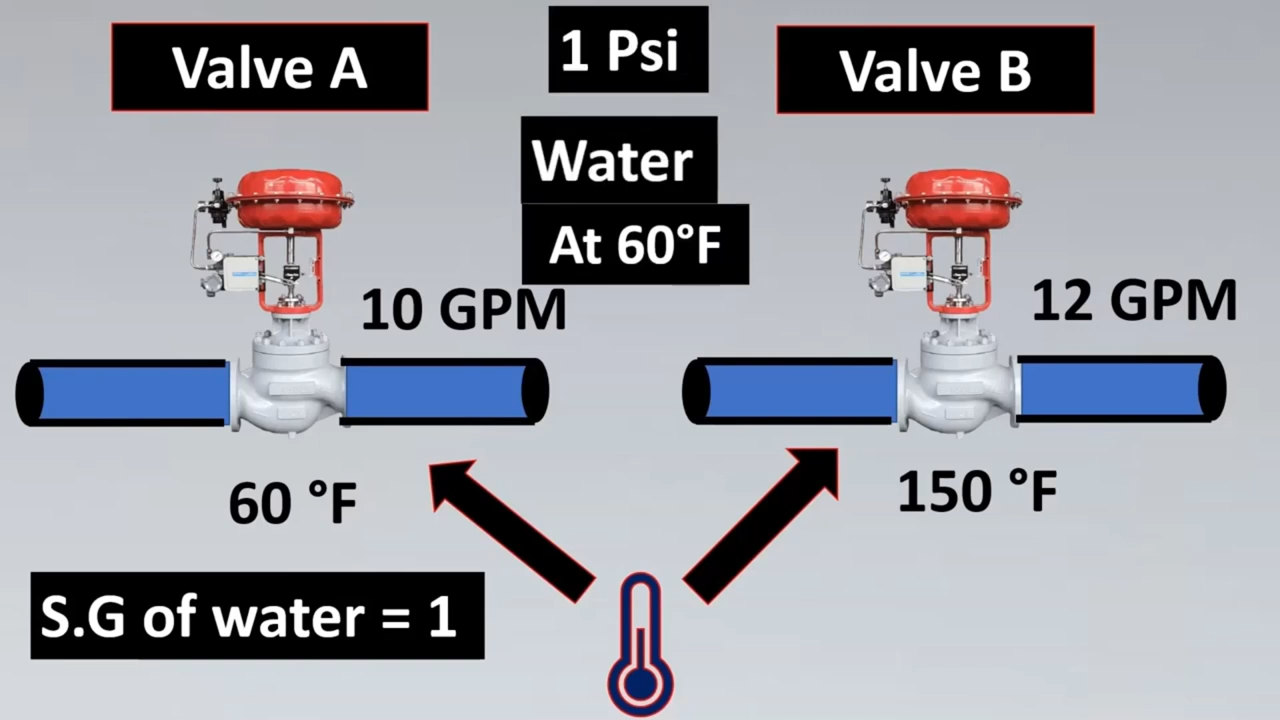 Valve A
1 Psi
Valve B
Water
At 60°F
10 GPM
12 GPM
60 °F
150 °F
S.G of water = 1